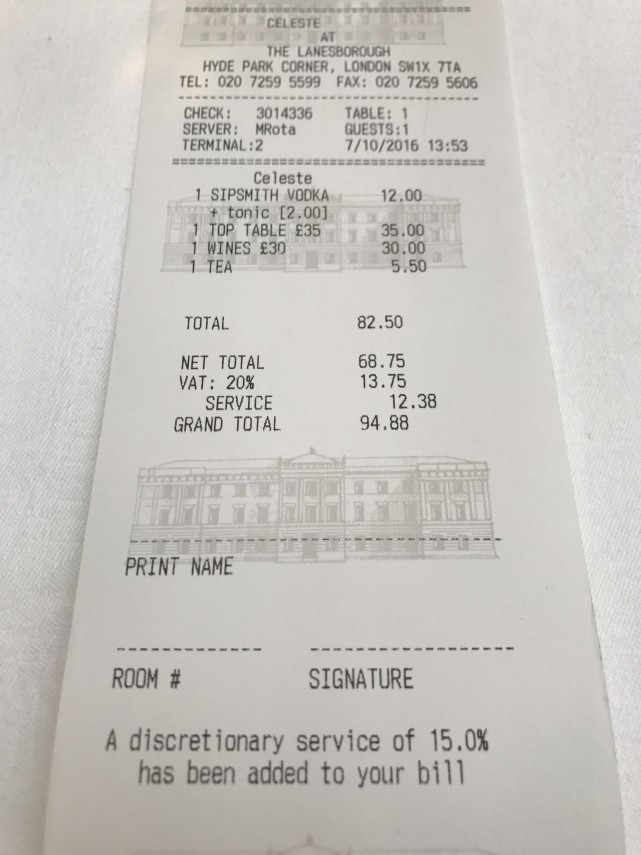 CELESTE
AT
THE LANESBOROUGH
HYDE PARK CORNER, LONDON SW1X 7TA
TEL: 020 7259 5599 FAX: 020 7259 5606
CHECK: 3014336 TABLE: 1
SERVER: MRota GUESTS:1
TERMINAL:2 7/10/2016 13:53
Celeste
1 SIPSMITH VODKA 12.00
+ tonic [2.00]
1 TOP TABLE £35 35.00
1 WINES £30 30.00
1 TEA 5.50
TOTAL 82.50
NET TOTAL 68.75
VAT: 20% 13.75
SERVICE 12.38
GRAND TOTAL 94.88
PRINT NAME
ROOM # SIGNATURE
A discretionary service of 15.0%
has been added to your bill